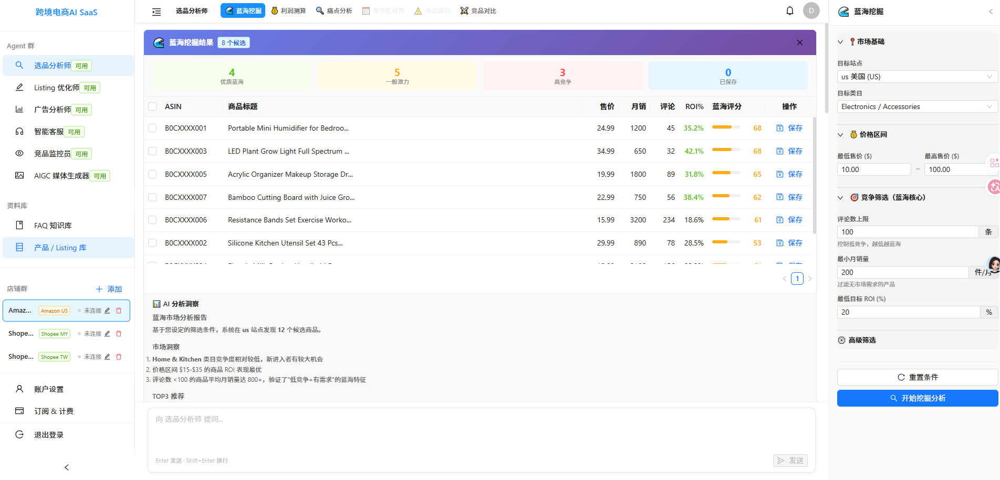 跨境电商AI SaaS
Agent 群
选品分析师 可用
Listing 优化师 可用
广告分析师 可用
智能客服 可用
竞品监控员 可用
AIGC 媒体生成器 可用
资料库
FAQ 知识库
产品 / Listing 库
店铺群
添加
Amaz... Amazon US 未连接
Shope... Shopee MY 未连接
Shope... Shopee TW 未连接
账户设置
订阅 & 计费
退出登录
选品分析师 蓝海挖掘 利润测算 痛点分析 季节性预判 选品避坑 竞品对比
D
蓝海挖掘结果 8 个候选
4
优质蓝海
5
一般潜力
3
高竞争
0
已保存
ASIN 商品标题 售价 月销 评论 ROI% 蓝海评分 操作
B0CXXXX001 Portable Mini Humidifier for Bedroo... 24.99 1200 45 35.2% 68 保存
B0CXXXX003 LED Plant Grow Light Full Spectrum ... 34.99 650 32 42.1% 68 保存
B0CXXXX005 Acrylic Organizer Makeup Storage Dr... 19.99 1800 89 31.8% 65 保存
B0CXXXX007 Bamboo Cutting Board with Juice Gro... 22.99 750 56 38.4% 62 保存
B0CXXXX006 Resistance Bands Set Exercise Worko... 15.99 3200 234 18.6% 61 保存
B0CXXXX002 Silicone Kitchen Utensil Set 43 Pcs... 29.99 890 78 28.5% 53 保存
1
AI 分析洞察
蓝海市场分析报告
基于您设定的筛选条件，系统在 us 站点发现 12 个候选商品。
市场洞察
1. Home & Kitchen 类目竞争度相对较低，新进入者有较大机会
2. 价格区间 $15-$35 的商品 ROI 表现最优
3. 评论数 <100 的商品平均月销量达 800+，验证了"低竞争+有需求"的蓝海特征
TOP3 推荐
向 选品分析师 提问...
Enter 发送 · Shift+Enter 换行
发送
蓝海挖掘
市场基础
目标站点
us 美国 (US)
目标类目
Electronics / Accessories
价格区间
最低售价 ($) 最高售价 ($)
10.00 ~ 100.00
竞争筛选（蓝海核心）
评论数上限
100 条
控制低竞争，越低越蓝海
最小月销量
200 件/月
过滤无市场需求的产品
最低目标 ROI (%)
20 %
高级筛选
重置条件
开始挖掘分析